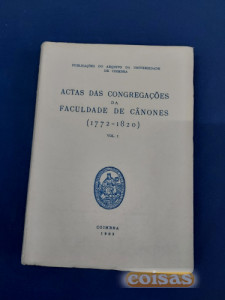 PUBLICAÇÕES DO ARQUIVO DA UNIVERSIDADE
DE COIMBRA
ACTAS DAS CONGREGAÇÕES
DA
FACULDADE DE CÂNONES
(1772-1820)
VOL. I
COIMBRA
coisas